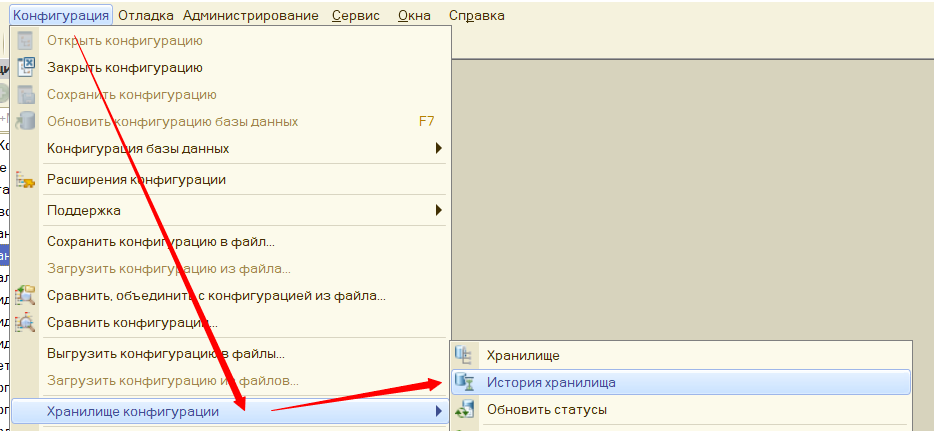 Конфигурация Отладка Администрирование Сервис Окна Справка
Открыть конфигурацию
Закрыть конфигурацию
Сохранить конфигурацию
Обновить конфигурацию базы данных F7
Конфигурация базы данных
Расширения конфигурации
Поддержка
Сохранить конфигурацию в файл...
Загрузить конфигурацию из файла...
Сравнить, объединить с конфигурацией из файла...
Сравнить конфигурации...
Выгрузить конфигурацию в файлы...
Загрузить конфигурацию из файлов...
Хранилище конфигурации
Хранилище
История хранилища
Обновить статусы